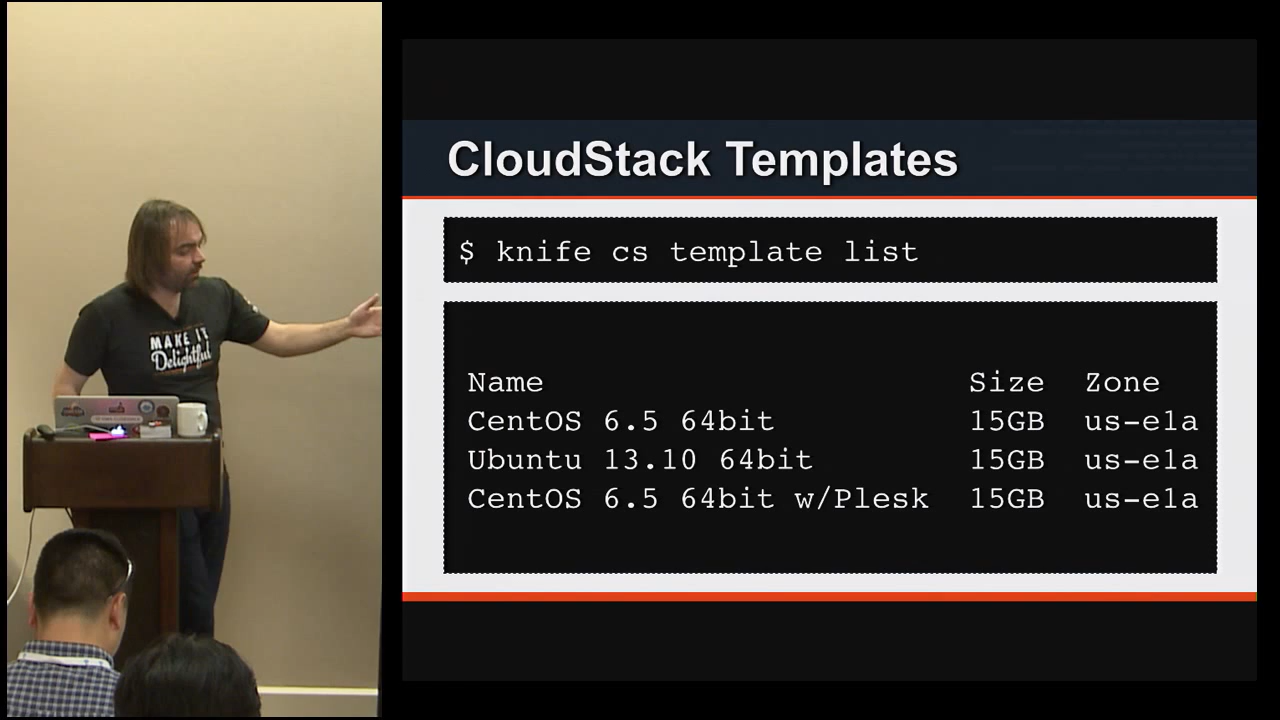 MAKE IT
Delightful
CloudStack Templates
$ knife cs template list
Name Size Zone
CentOS 6.5 64bit 15GB us-e1a
Ubuntu 13.10 64bit 15GB us-e1a
CentOS 6.5 64bit w/Plesk 15GB us-e1a